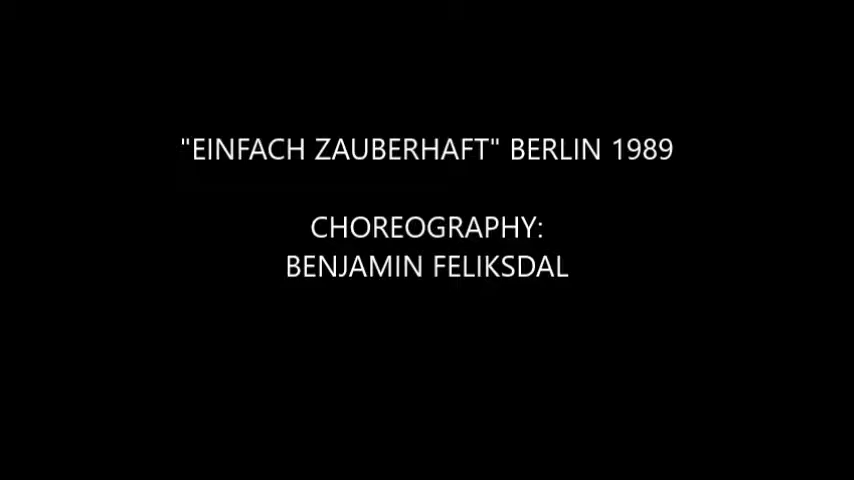 "EINFACH ZAUBERHAFT" BERLIN 1989
CHOREOGRAPHY:
BENJAMIN FELIKSDAL